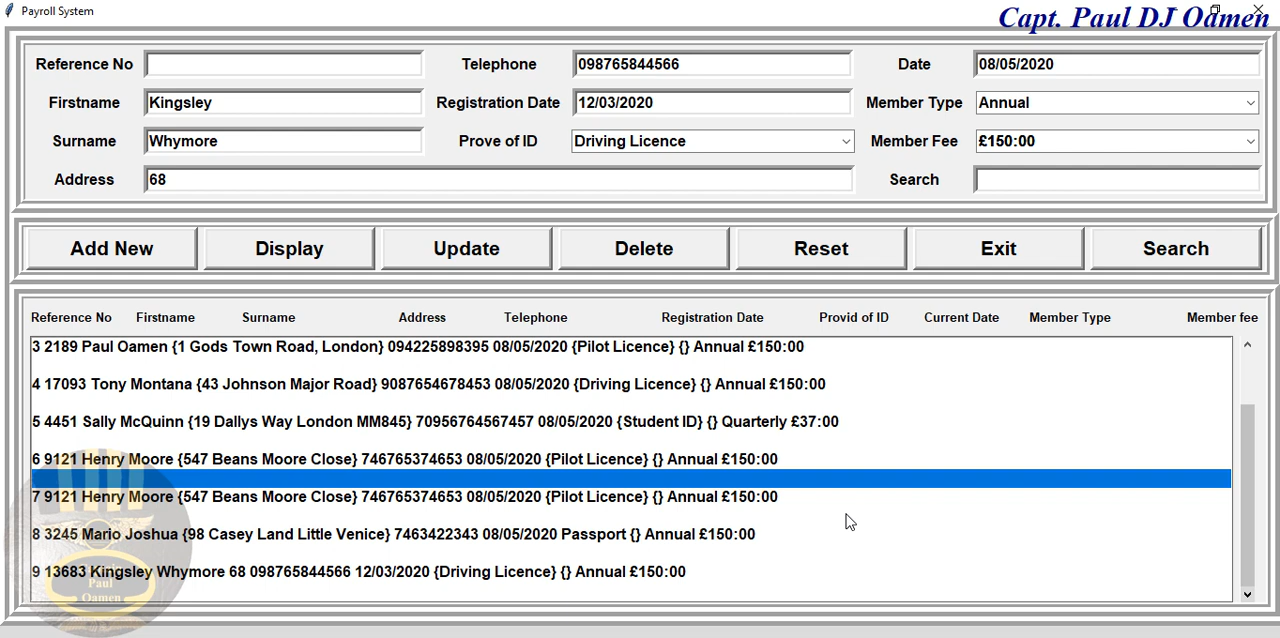 Payroll System
Capt. Paul DJ Oamen
Reference No Telephone 098765844566 Date 08/05/2020
Firstname Kingsley Registration Date 12/03/2020 Member Type Annual
Surname Whymore Prove of ID Driving Licence Member Fee £150:00
Address 68 Search
Add New Display Update Delete Reset Exit Search
Reference No Firstname Surname Address Telephone Registration Date Provid of ID Current Date Member Type Member fee
3 2189 Paul Oamen {1 Gods Town Road, London} 094225898395 08/05/2020 {Pilot Licence} {} Annual £150:00
4 17093 Tony Montana {43 Johnson Major Road} 9087654678453 08/05/2020 {Driving Licence} {} Annual £150:00
5 4451 Sally McQuinn {19 Dallys Way London MM845} 70956764567457 08/05/2020 {Student ID} {} Quarterly £37:00
6 9121 Henry Moore {547 Beans Moore Close} 746765374653 08/05/2020 {Pilot Licence} {} Annual £150:00
7 9121 Henry Moore {547 Beans Moore Close} 746765374653 08/05/2020 {Pilot Licence} {} Annual £150:00
8 3245 Mario Joshua {98 Casey Land Little Venice} 7463422343 08/05/2020 Passport {} Annual £150:00
9 13683 Kingsley Whymore 68 098765844566 12/03/2020 {Driving Licence} {} Annual £150:00
Paul
Oamen